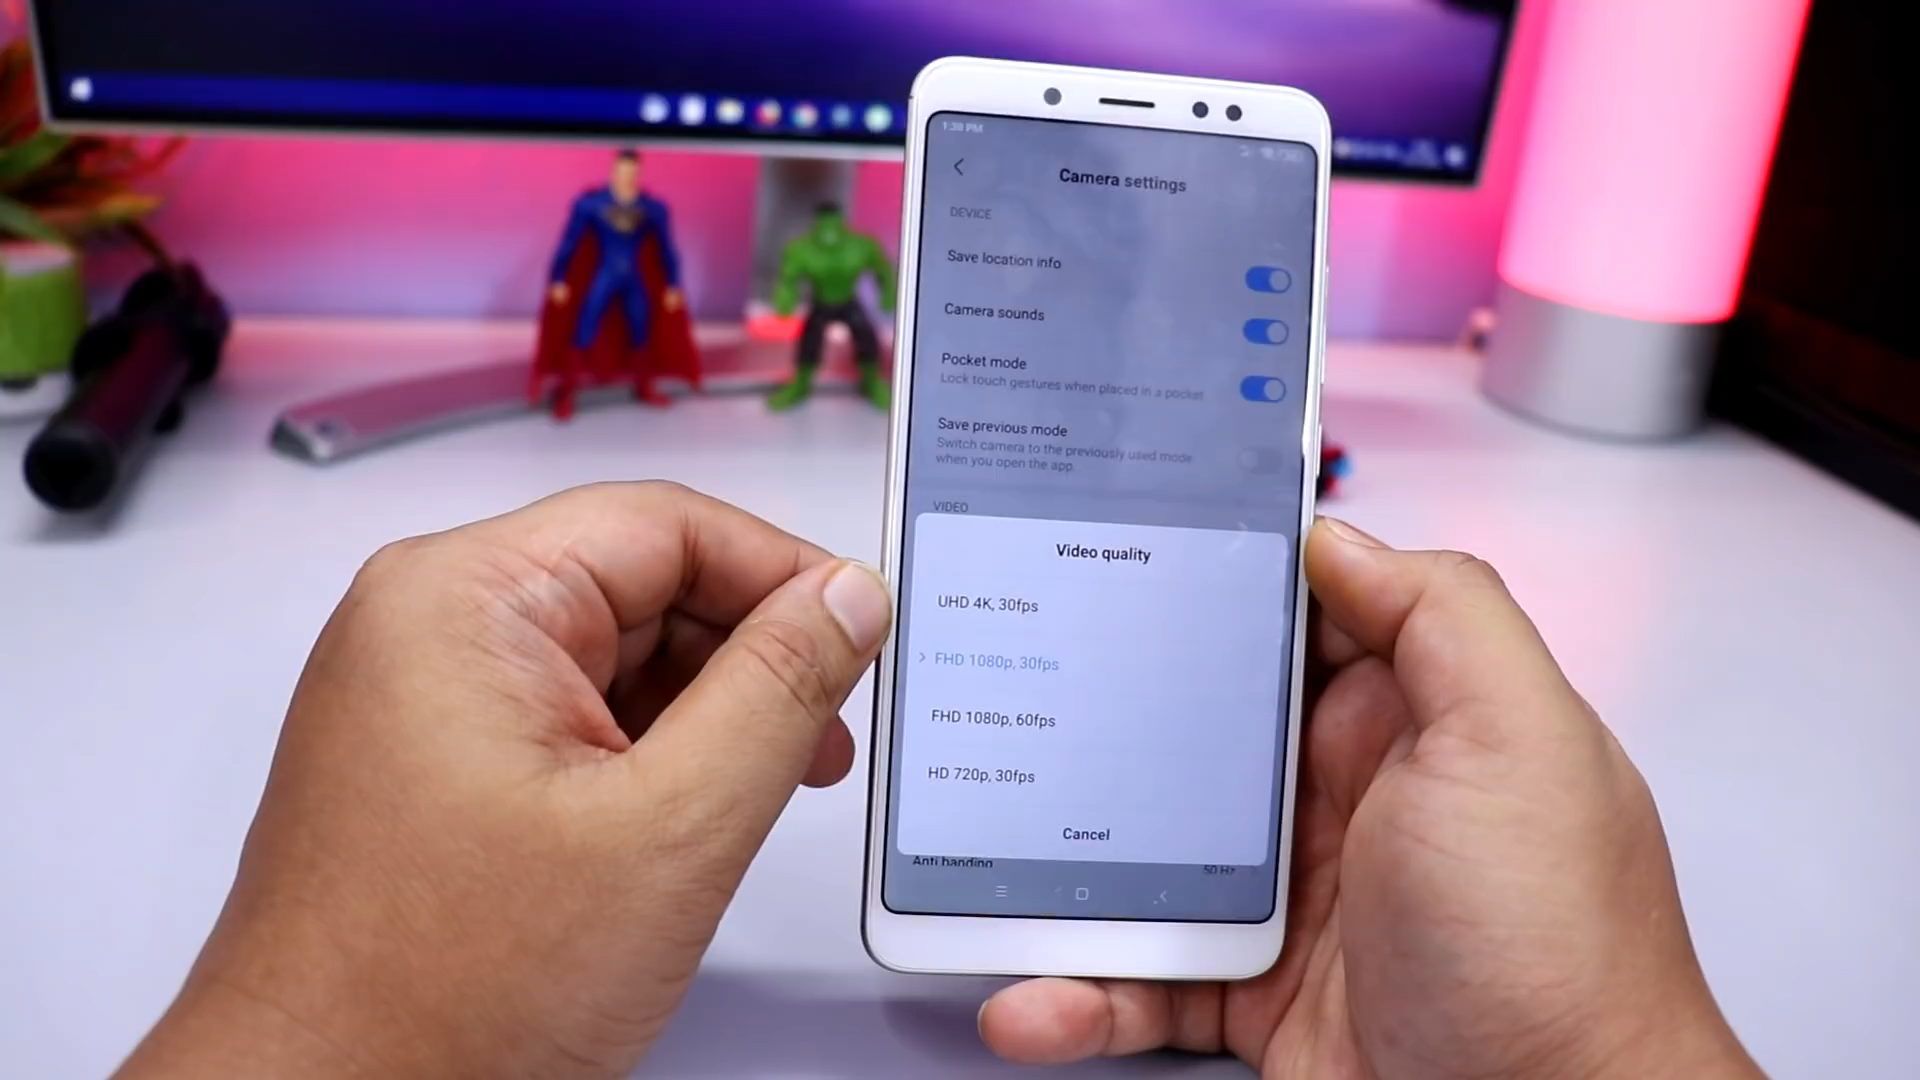 1:38 PM
Camera settings
DEVICE
Save location info
Camera sounds
Pocket mode
Lock touch gestures when placed in a pocket
Save previous mode
Switch camera to the previously used mode
when you open the app.
VIDEO
Video quality
UHD 4K, 30fps
FHD 1080p, 30fps
FHD 1080p, 60fps
HD 720p, 30fps
Cancel
Anti banding
50 Hz